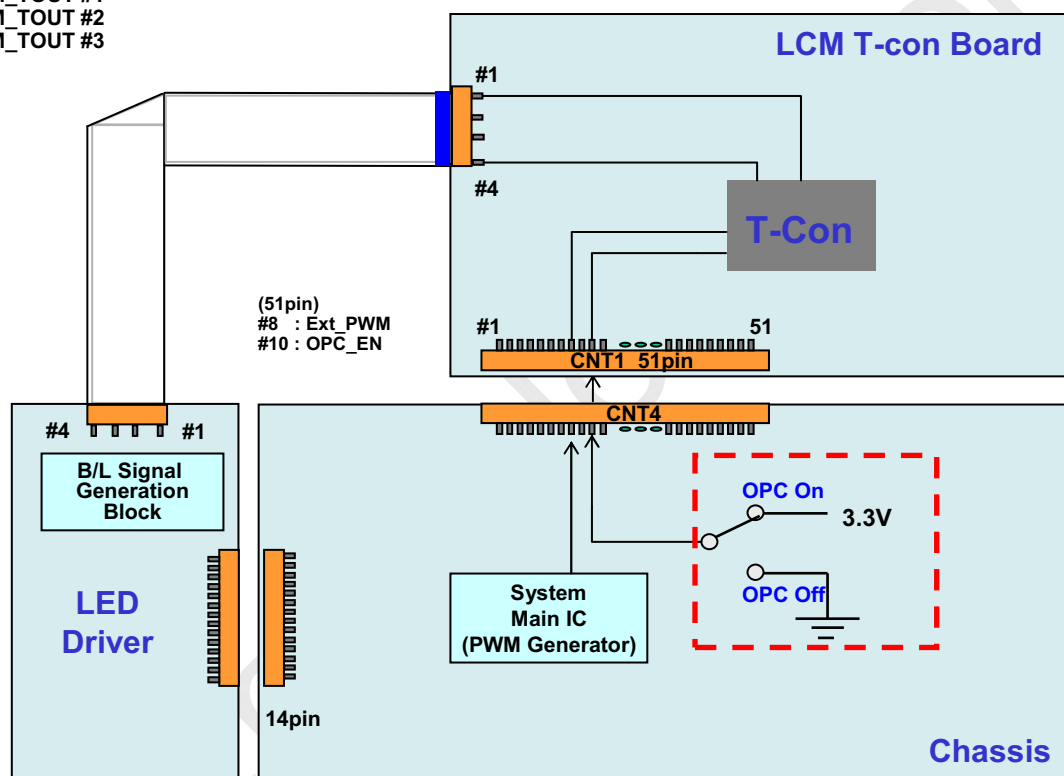 M_TOUT #2
M_TOUT #3
LCM T-con Board
#1
#4
T-Con
(51pin)
#8 : Ext_PWM
#10 : OPC_EN
#1
51
CNT1 51pin
CNT4
#4
#1
B/L Signal
Generation
Block
OPC On
3.3V
OPC Off
System
Main IC
(PWM Generator)
LED
Driver
14pin
Chassis